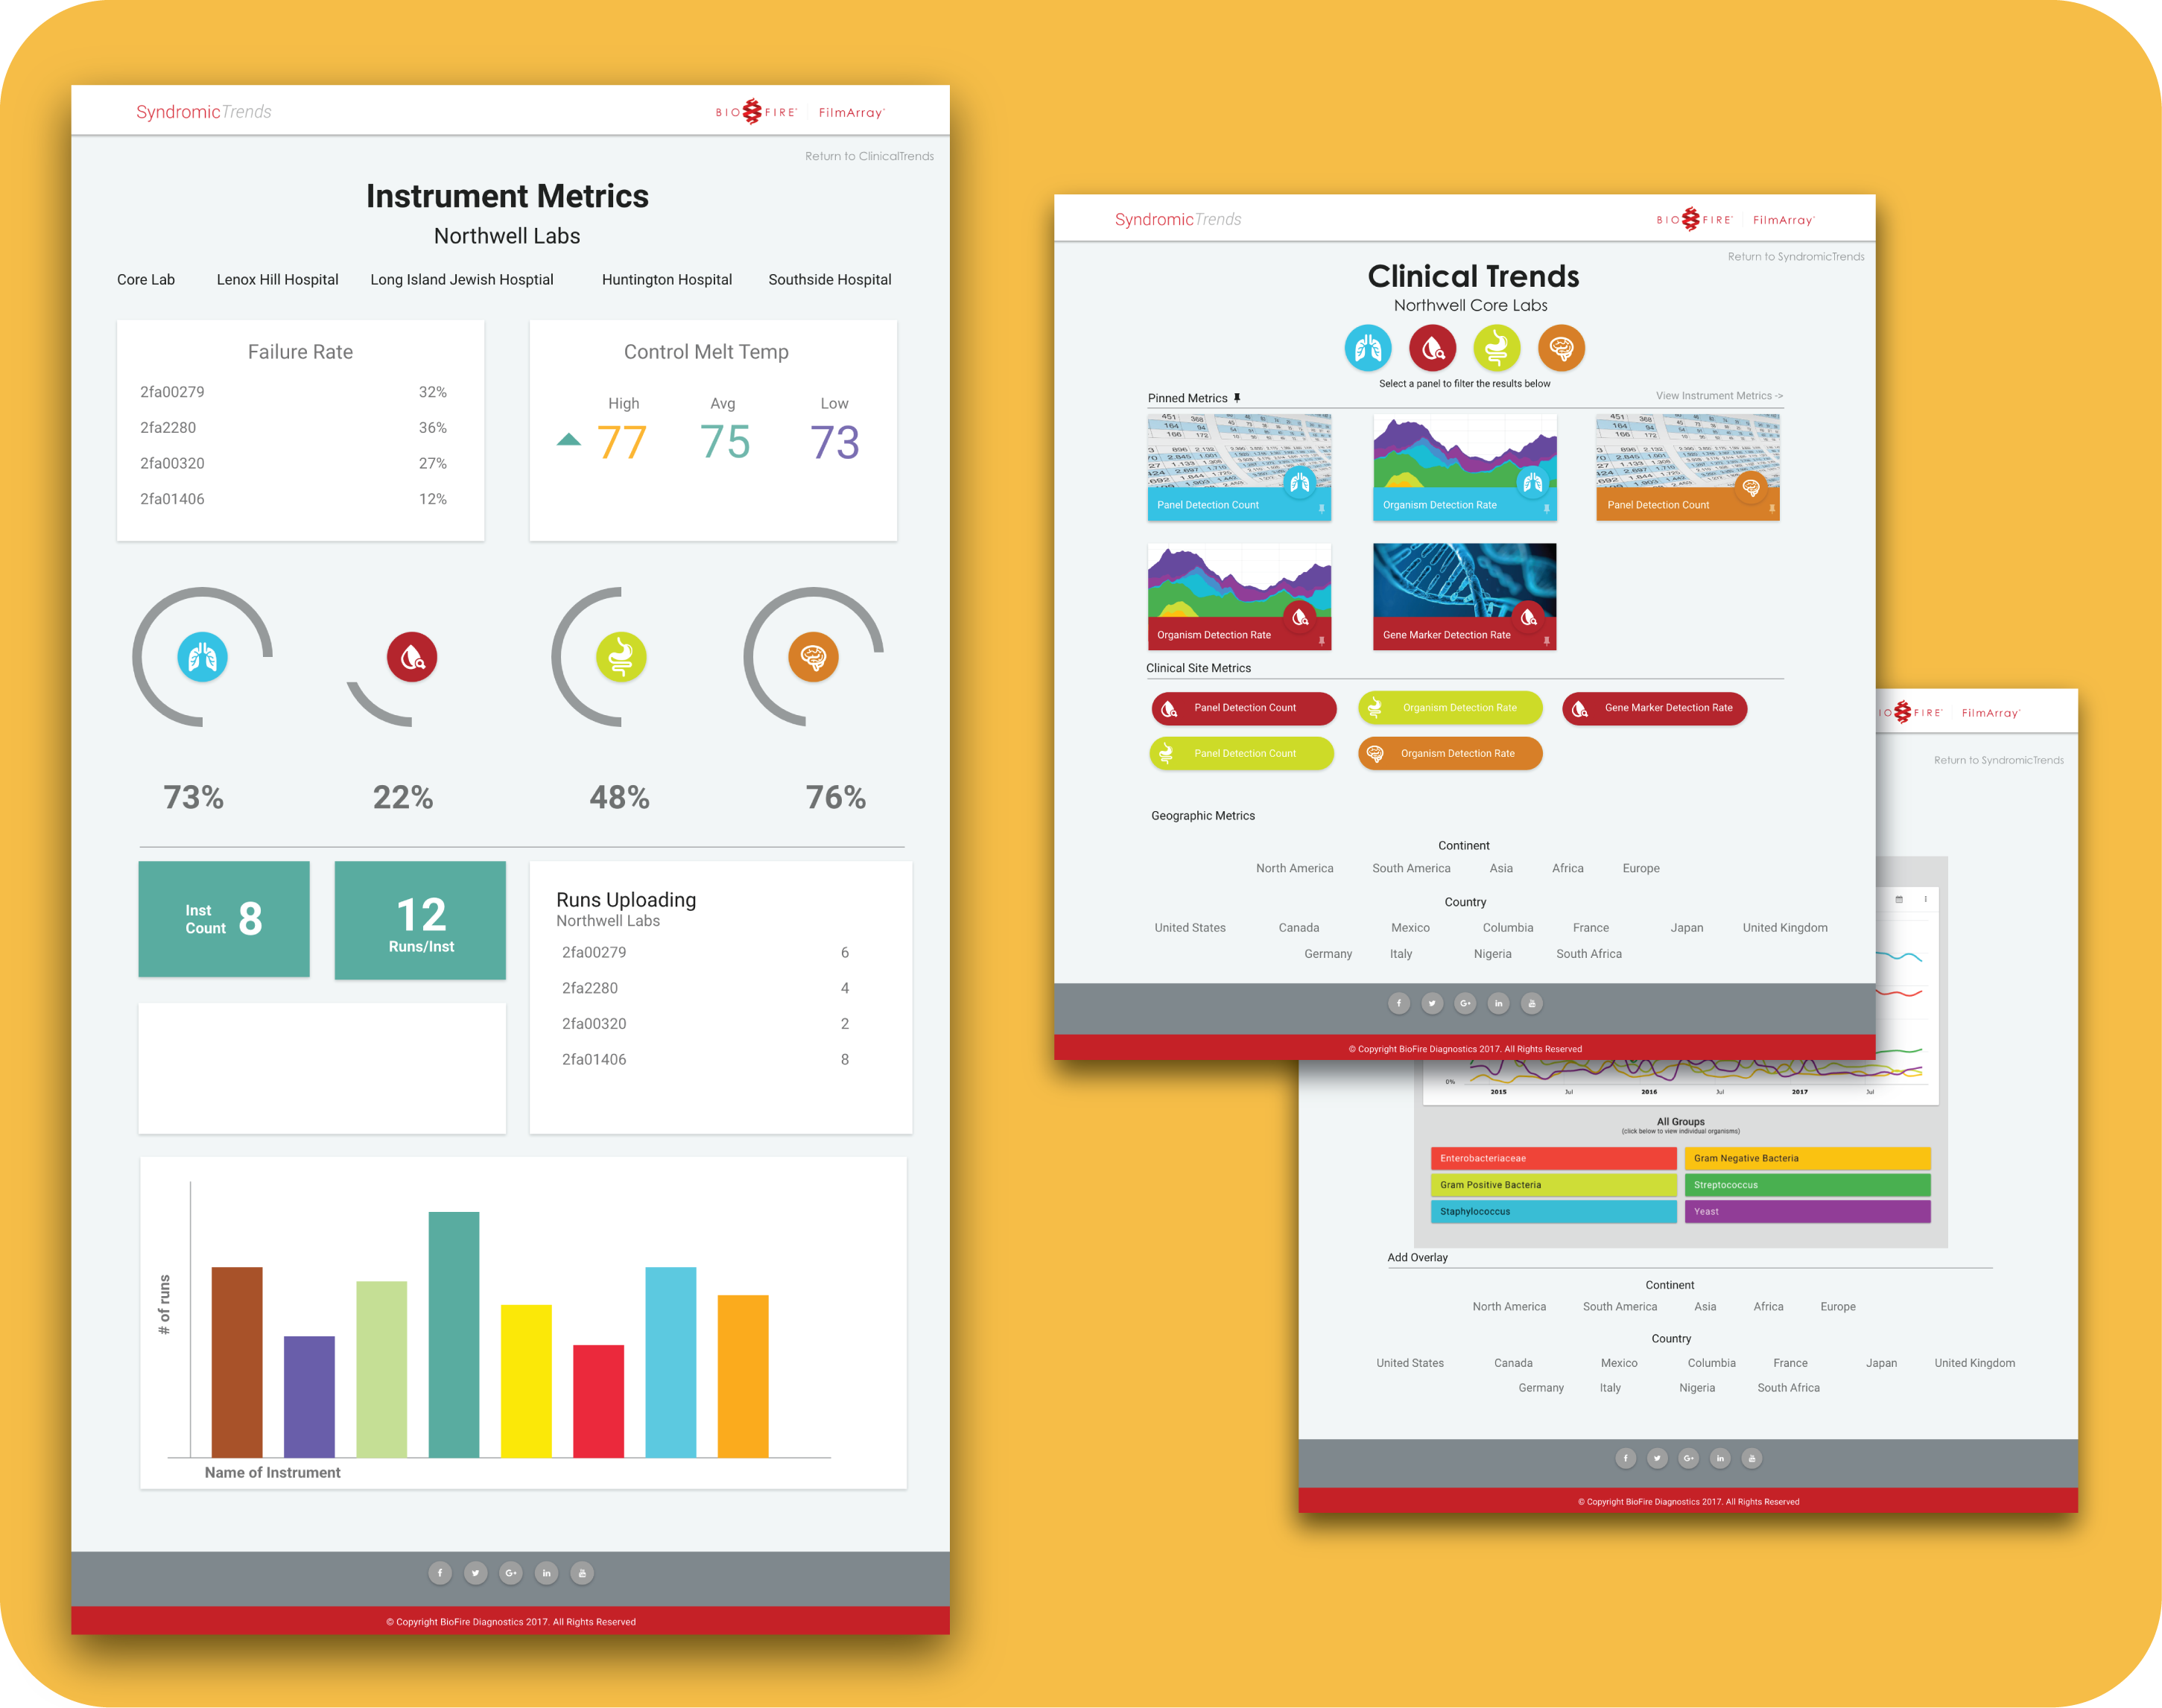 SyndromicTrends
BIO FIRE FilmArray
Return to ClinicalTrends
Instrument Metrics
Northwell Labs
Core Lab Lenox Hill Hospital Long Island Jewish Hosptial Huntington Hospital Southside Hospital
Failure Rate
2fa00279 32%
2fa2280 36%
2fa00320 27%
2fa01406 12%
Control Melt Temp
High Avg Low
77 75 73
73% 22% 48% 76%
Inst
Count 8
12
Runs/Inst
Runs Uploading
Northwell Labs
2fa00279 6
2fa2280 4
2fa00320 2
2fa01406 8
# of runs
Name of Instrument
f G+ in
© Copyright BioFire Diagnostics 2017. All Rights Reserved
SyndromicTrends
BIO FIRE FilmArray
Return to SyndromicTrends
Clinical Trends
Northwell Core Labs
Select a panel to filter the results below
Pinned Metrics
View Instrument Metrics ->
Panel Detection Count
Organism Detection Rate
Panel Detection Count
Organism Detection Rate
Gene Marker Detection Rate
Clinical Site Metrics
Panel Detection Count Organism Detection Rate Gene Marker Detection Rate
Panel Detection Count Organism Detection Rate
Geographic Metrics
Continent
North America South America Asia Africa Europe
Country
United States Canada Mexico Columbia France Japan United Kingdom
Germany Italy Nigeria South Africa
f G+ in
© Copyright BioFire Diagnostics 2017. All Rights Reserved
IO FIRE FilmArray
Return to SyndromicTrends
0%
2015 Jul 2016 Jul 2017 Jul
All Groups
(click below to view individual organisms)
Enterobacteriaceae Gram Negative Bacteria
Gram Positive Bacteria Streptococcus
Staphylococcus Yeast
Add Overlay
Continent
North America South America Asia Africa Europe
Country
United States Canada Mexico Columbia France Japan United Kingdom
Germany Italy Nigeria South Africa
f G+ in
© Copyright BioFire Diagnostics 2017. All Rights Reserved